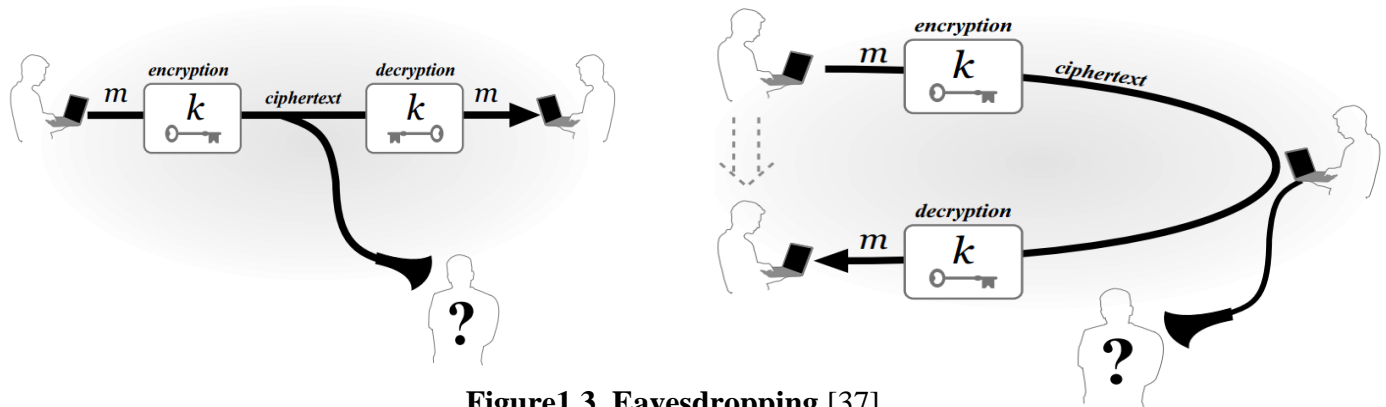 encryption
decryption
m
k
ciphertext
k
m
?
encryption
m
k
ciphertext
decryption
m
k
?
Figure1.3. Eavesdropping [37]